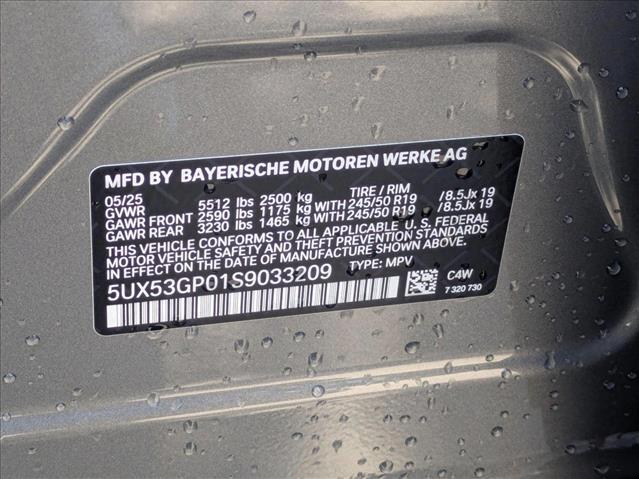 MFD BY BAYERISCHE MOTOREN WERKE AG
05/25 TIRE / RIM
GVWR 5512 lbs 2500 kg
GAWR FRONT 2590 lbs 1175 kg WITH 245/50 R19 /8.5Jx 19
GAWR REAR 3230 lbs 1465 kg WITH 245/50 R19 /8.5Jx 19
THIS VEHICLE CONFORMS TO ALL APPLICABLE U. S. FEDERAL
MOTOR VEHICLE SAFETY AND THEFT PREVENTION STANDARDS
IN EFFECT ON THE DATE OF MANUFACTURE SHOWN ABOVE.
5UX53GP01S9033209 TYPE: MPV
C4W
7 320 730